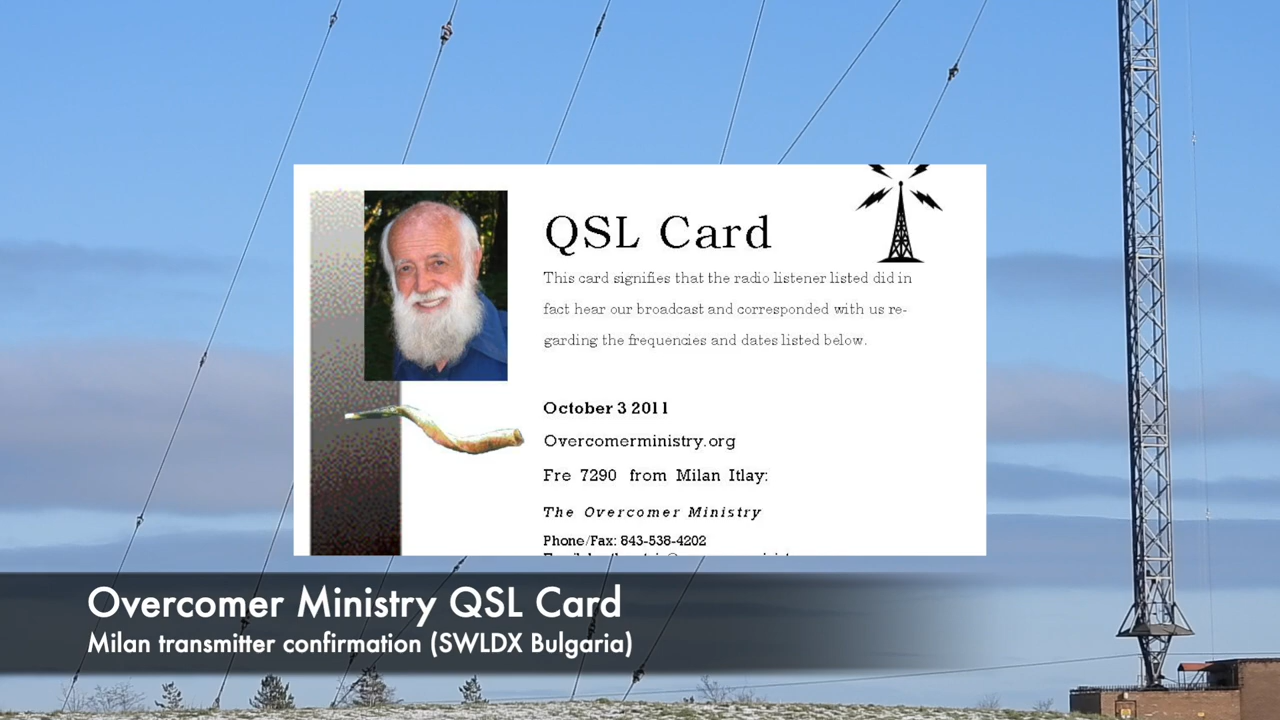 QSL Card
This card signifies that the radio listener listed did in
fact hear our broadcast and corresponded with us re-
garding the frequencies and dates listed below.
October 3 2011
Overcomerministry.org
Fre 7290 from Milan Itlay:
The Overcomer Ministry
Phone/Fax: 843-538-4202
Overcomer Ministry QSL Card
Milan transmitter confirmation (SWLDX Bulgaria)